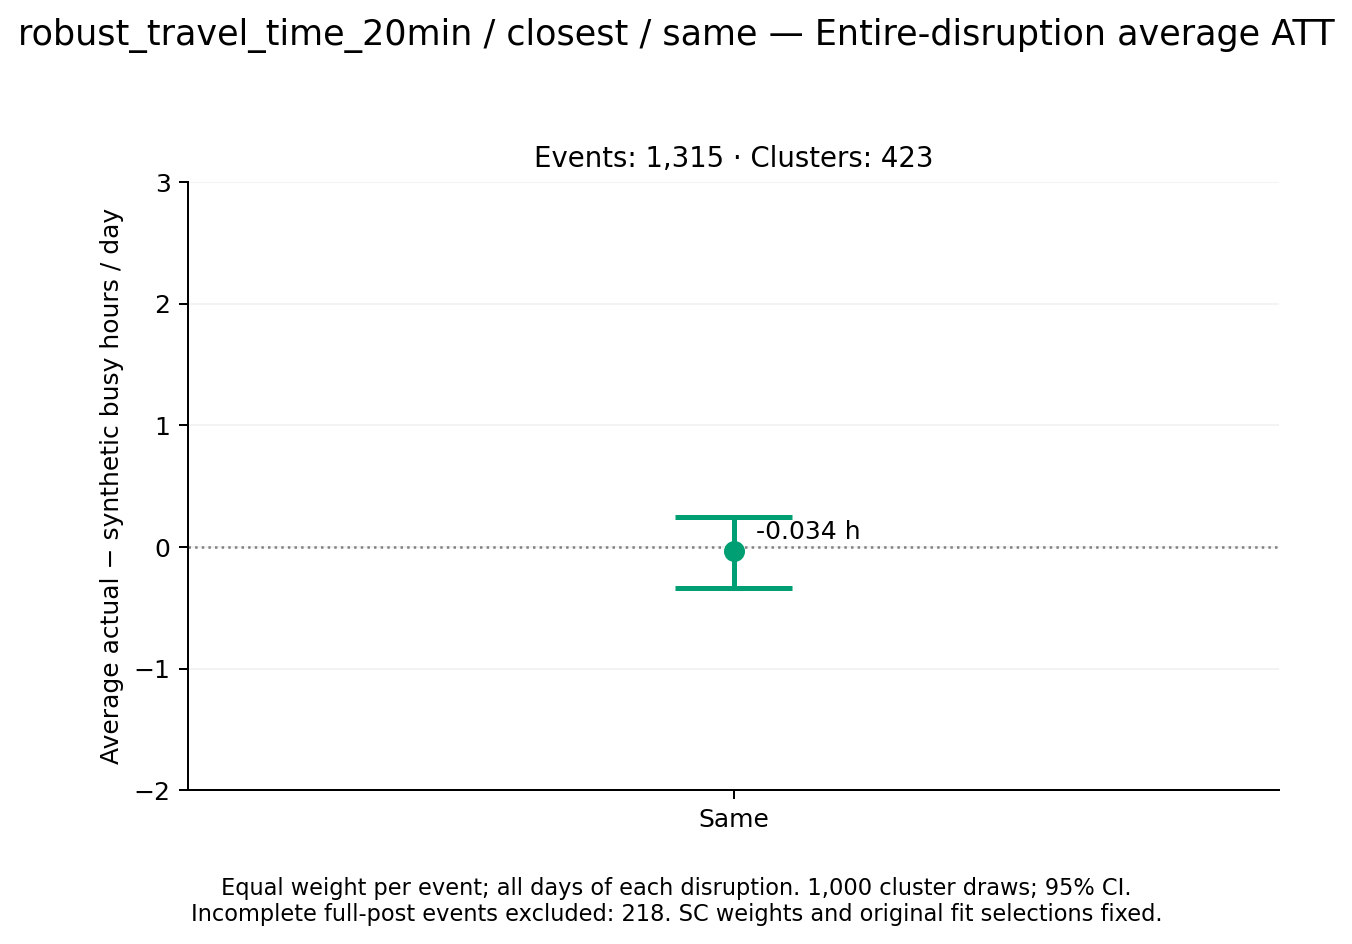 robust_travel_time_20min / closest / same — Entire-disruption average ATT
Events: 1,315 · Clusters: 423
Average actual − synthetic busy hours / day
3
2
1
0
−1
−2
-0.034 h
Same
Equal weight per event; all days of each disruption. 1,000 cluster draws; 95% CI.
Incomplete full-post events excluded: 218. SC weights and original fit selections fixed.